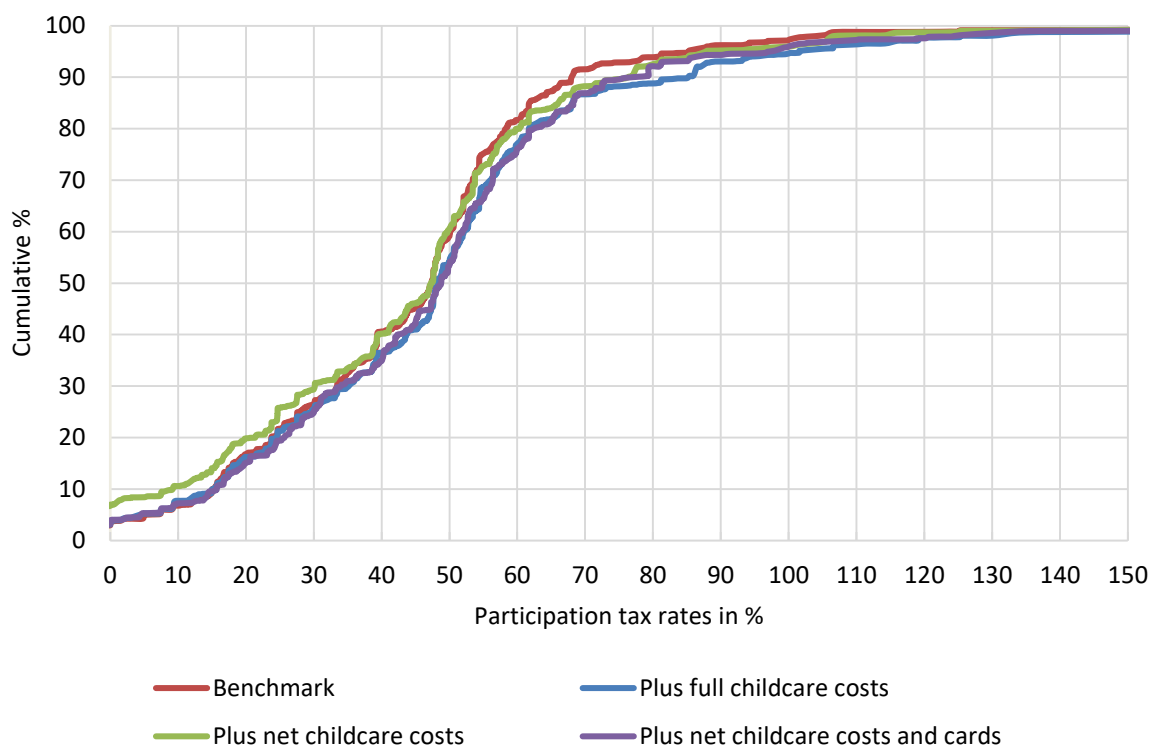 100
90
80
70
60
50
40
30
20
10
0
Cumulative %
0 10 20 30 40 50 60 70 80 90 100 110 120 130 140 150
Participation tax rates in %
Benchmark Plus full childcare costs
Plus net childcare costs Plus net childcare costs and cards